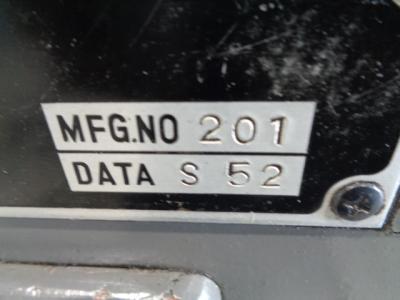 MFG.NO 201
DATA S 52